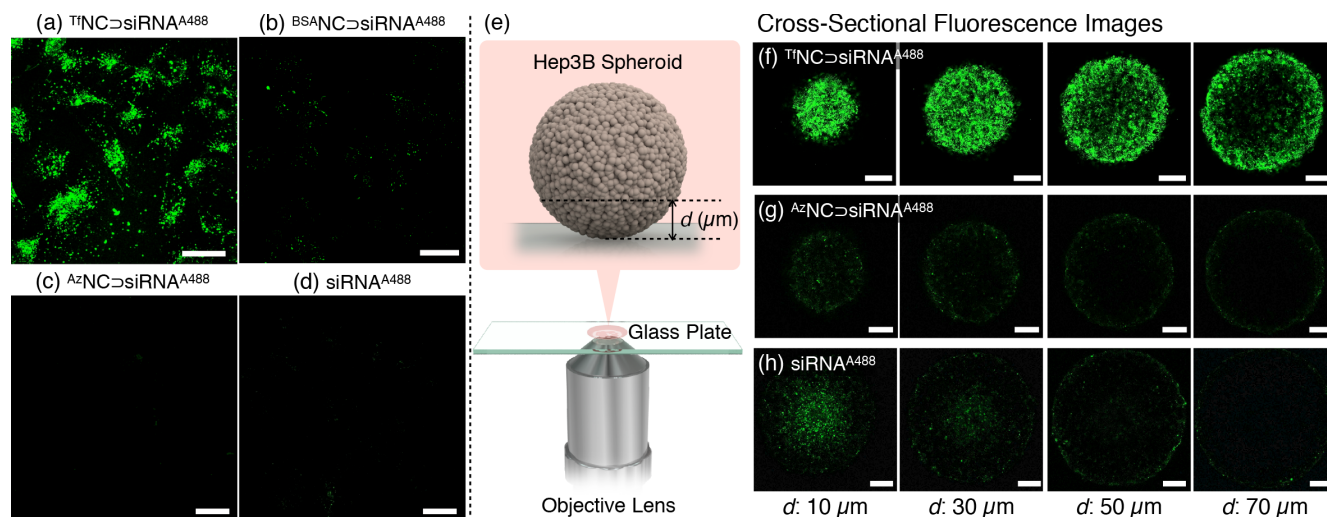 (a) ᵀᶠNC⊃siRNAᴬ⁴⁸⁸
(b) ᴮˢᴬNC⊃siRNAᴬ⁴⁸⁸
(c) ᴬᶻNC⊃siRNAᴬ⁴⁸⁸
(d) siRNAᴬ⁴⁸⁸
(e)
Hep3B Spheroid
d (µm)
Glass Plate
Objective Lens
Cross-Sectional Fluorescence Images
(f) ᵀᶠNC⊃siRNAᴬ⁴⁸⁸
(g) ᴬᶻNC⊃siRNAᴬ⁴⁸⁸
(h) siRNAᴬ⁴⁸⁸
d: 10 µm
d: 30 µm
d: 50 µm
d: 70 µm